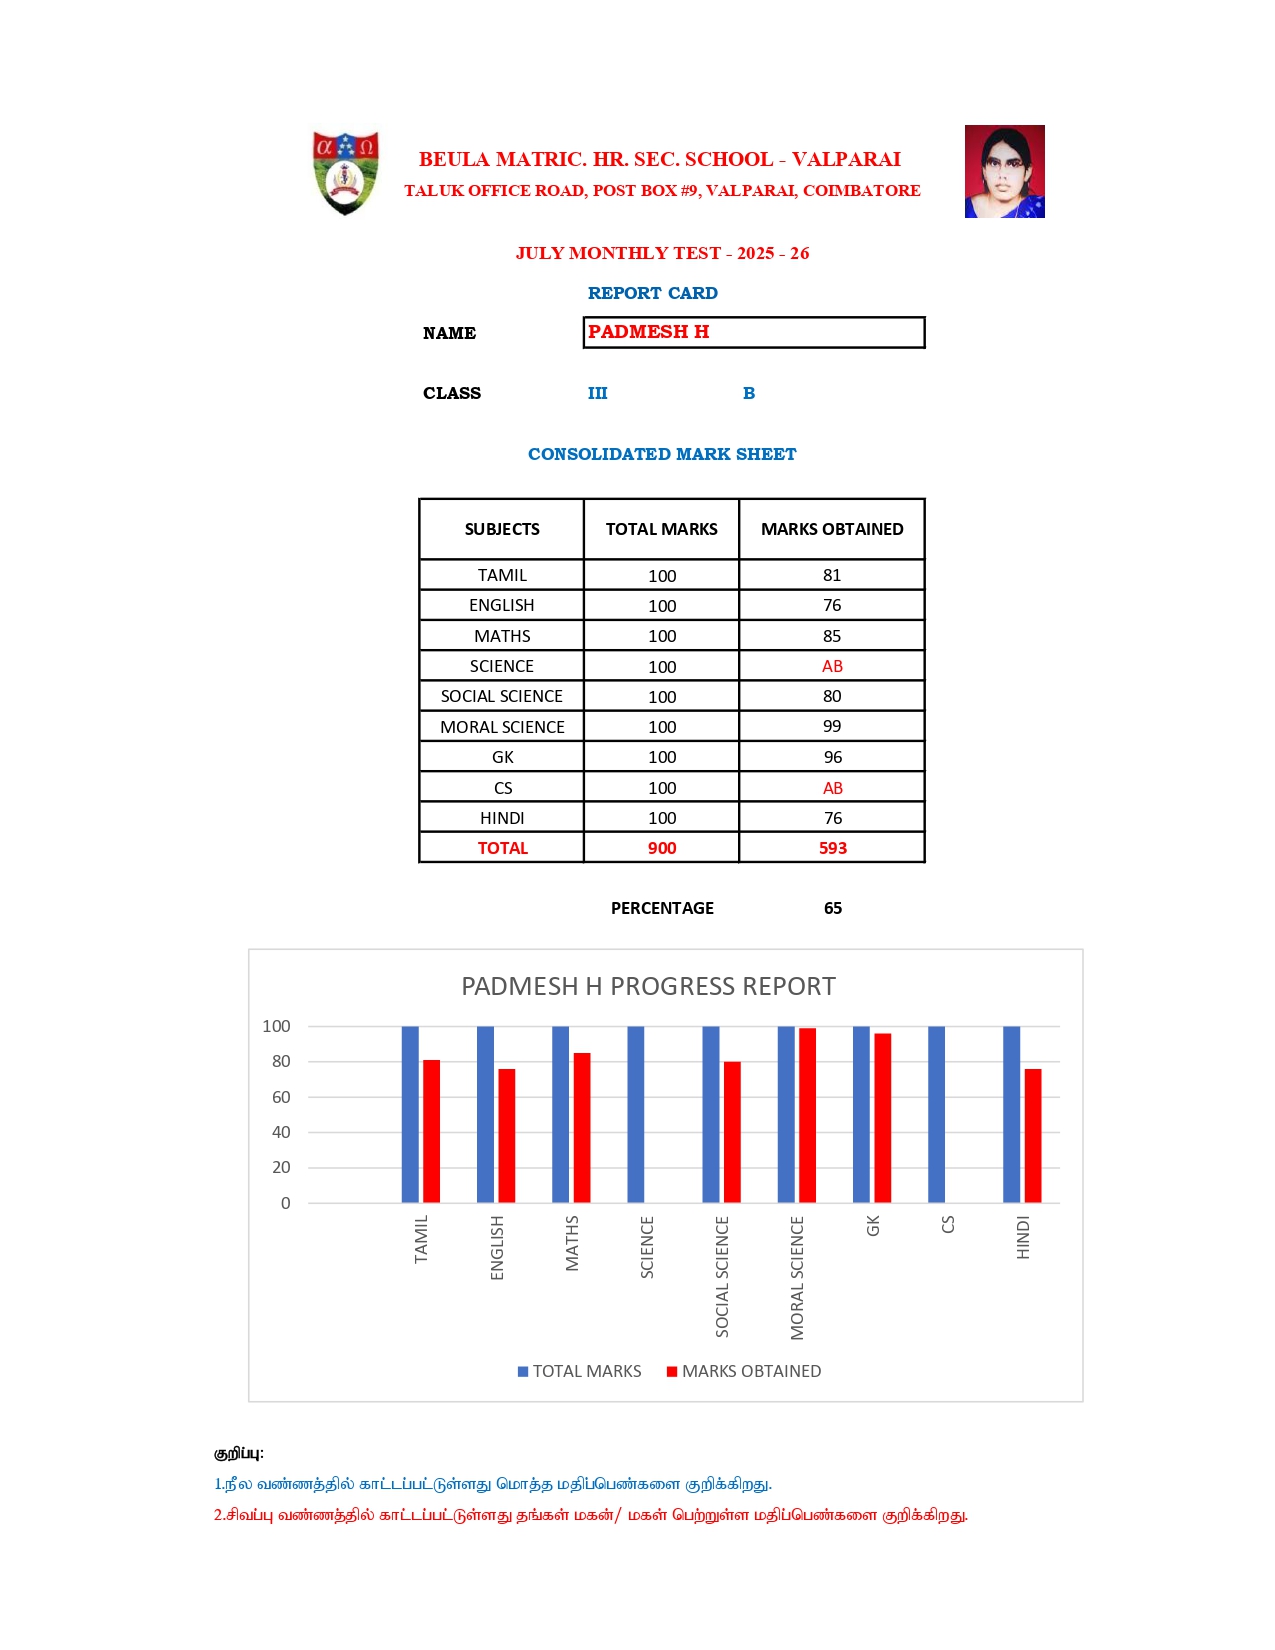 α Ω
BEULA MATRIC. HR. SEC. SCHOOL - VALPARAI
TALUK OFFICE ROAD, POST BOX #9, VALPARAI, COIMBATORE
JULY MONTHLY TEST - 2025 - 26
REPORT CARD
NAME PADMESH H
CLASS III B
CONSOLIDATED MARK SHEET
SUBJECTS TOTAL MARKS MARKS OBTAINED
TAMIL 100 81
ENGLISH 100 76
MATHS 100 85
SCIENCE 100 AB
SOCIAL SCIENCE 100 80
MORAL SCIENCE 100 99
GK 100 96
CS 100 AB
HINDI 100 76
TOTAL 900 593
PERCENTAGE 65
PADMESH H PROGRESS REPORT
100
80
60
40
20
0
TAMIL
ENGLISH
MATHS
SCIENCE
SOCIAL SCIENCE
MORAL SCIENCE
GK
CS
HINDI
TOTAL MARKS MARKS OBTAINED
குறிப்பு:
1.நீல வண்ணத்தில் காட்டப்பட்டுள்ளது மொத்த மதிப்பெண்களை குறிக்கிறது.
2.சிவப்பு வண்ணத்தில் காட்டப்பட்டுள்ளது தங்கள் மகன்/ மகள் பெற்றுள்ள மதிப்பெண்களை குறிக்கிறது.